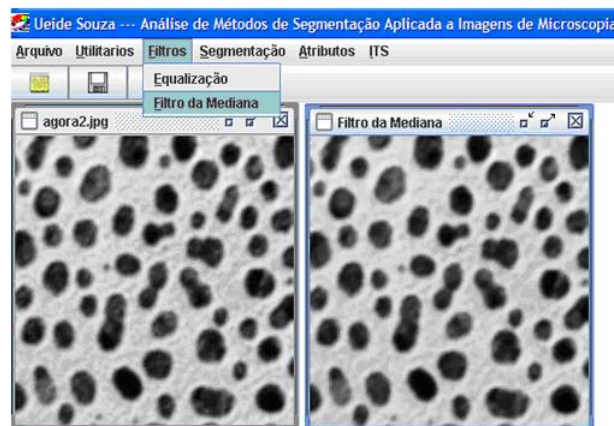 Ueide Souza --- Análise de Métodos de Segmentação Aplicada a Imagens de Microscopia
Arquivo Utilitarios Filtros Segmentação Atributos ITS
Equalização
Filtro da Mediana
agora2.jpg
Filtro da Mediana